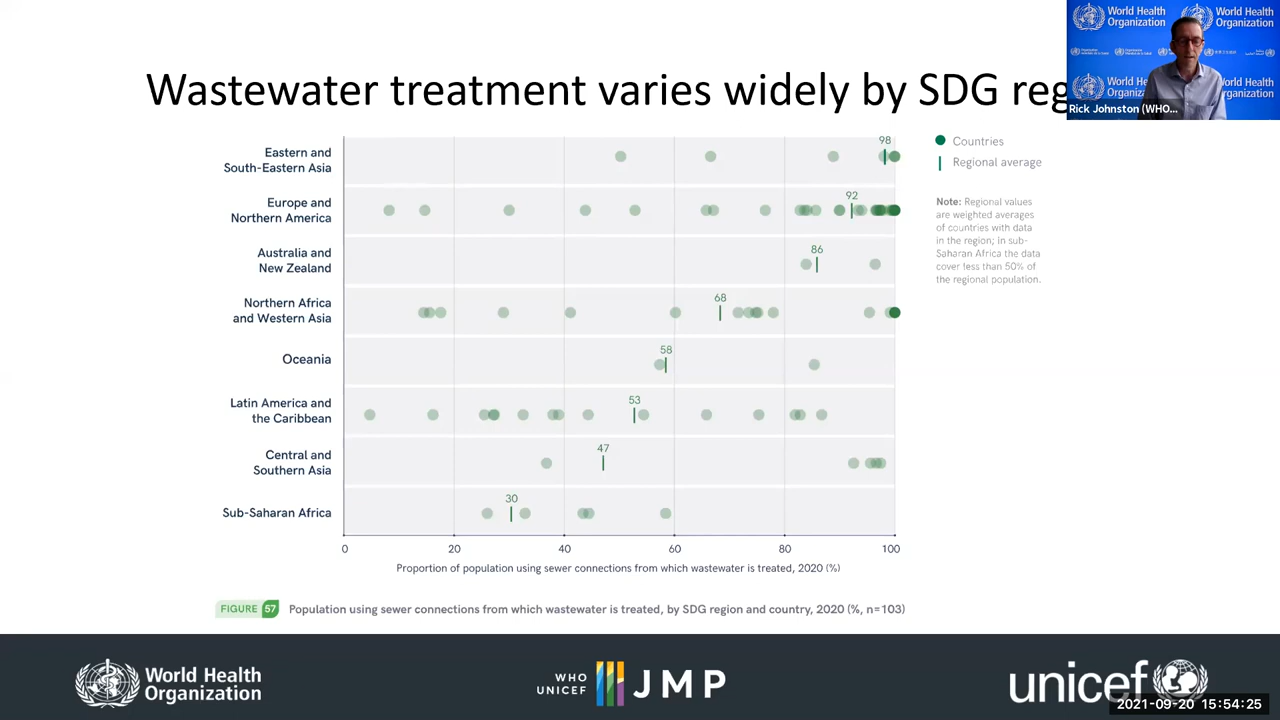 Wastewater treatment varies widely by SDG reg
World Health
Organization
World Health
Organization
World Hea
Organiza
Health
Organization
Rick Johnston (WHO...
Countries
Regional average
Note: Regional values
are weighted averages
of countries with data
in the region; in sub-
Saharan Africa the data
cover less than 50% of
the regional population.
Eastern and
South-Eastern Asia
98
Europe and
Northern America
92
Australia and
New Zealand
86
Northern Africa
and Western Asia
68
Oceania
58
Latin America and
the Caribbean
53
Central and
Southern Asia
47
Sub-Saharan Africa
30
0 20 40 60 80 100
Proportion of population using sewer connections from which wastewater is treated, 2020 (%)
FIGURE 57 Population using sewer connections from which wastewater is treated, by SDG region and country, 2020 (%, n=103)
World Health
Organization
WHO
UNICEF
JMP
unicef
2021-09-20 15:54:25